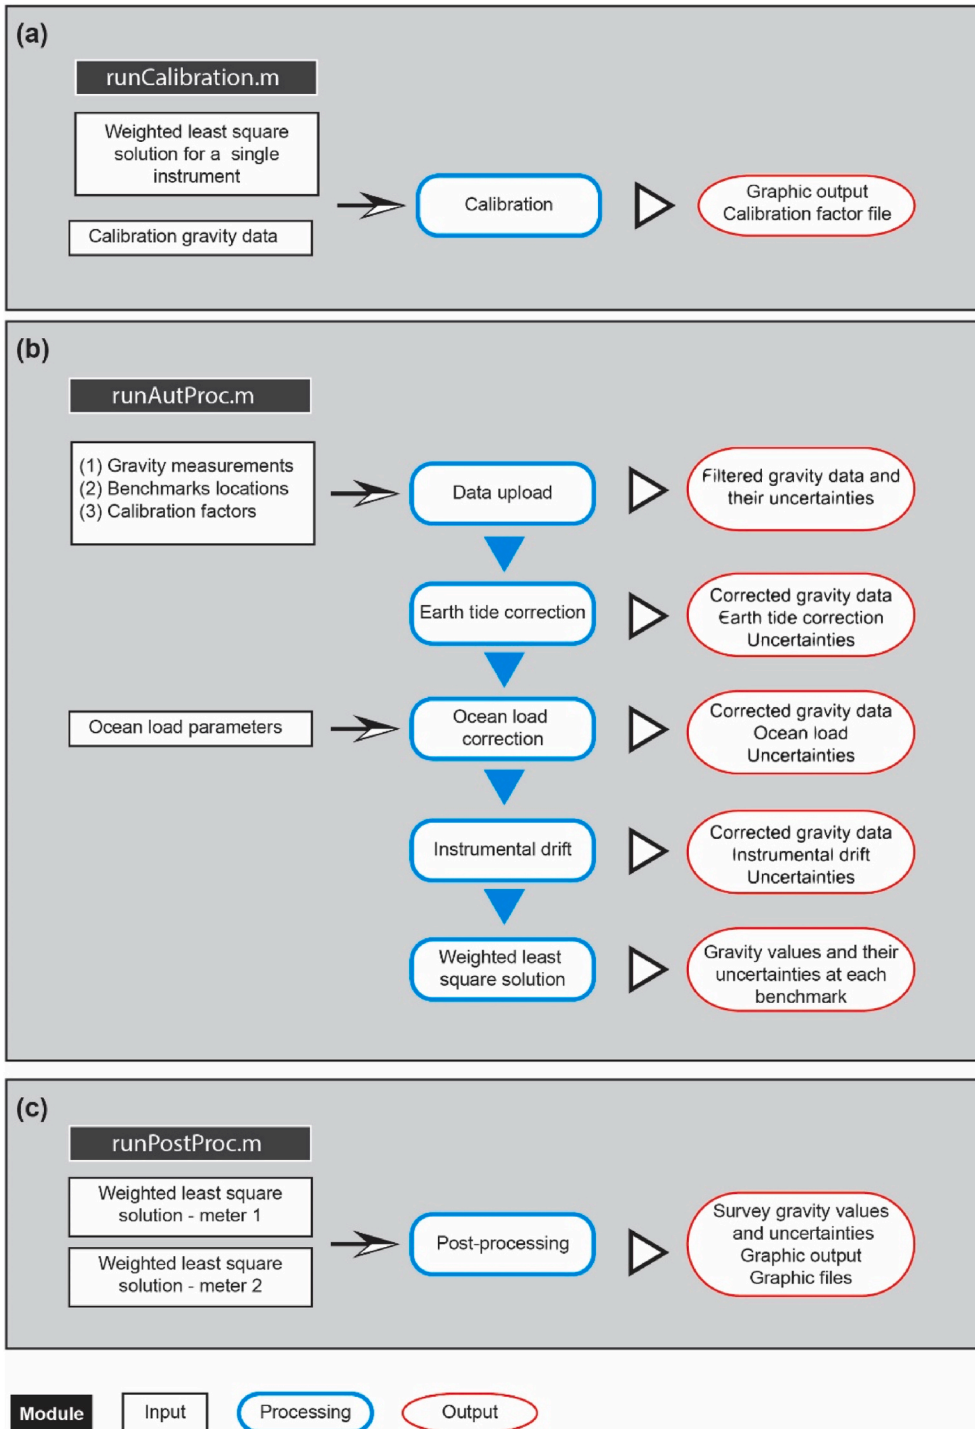 (a)
runCalibration.m
Weighted least square
solution for a single
instrument
Calibration gravity data
Calibration
Graphic output
Calibration factor file
(b)
runAutProc.m
(1) Gravity measurements
(2) Benchmarks locations
(3) Calibration factors
Data upload
Filtered gravity data and
their uncertainties
Earth tide correction
Corrected gravity data
Earth tide correction
Uncertainties
Ocean load parameters
Ocean load
correction
Corrected gravity data
Ocean load
Uncertainties
Instrumental drift
Corrected gravity data
Instrumental drift
Uncertainties
Weighted least
square solution
Gravity values and their
uncertainties at each
benchmark
(c)
runPostProc.m
Weighted least square
solution - meter 1
Weighted least square
solution - meter 2
Post-processing
Survey gravity values
and uncertainties
Graphic output
Graphic files
Module
Input
Processing
Output